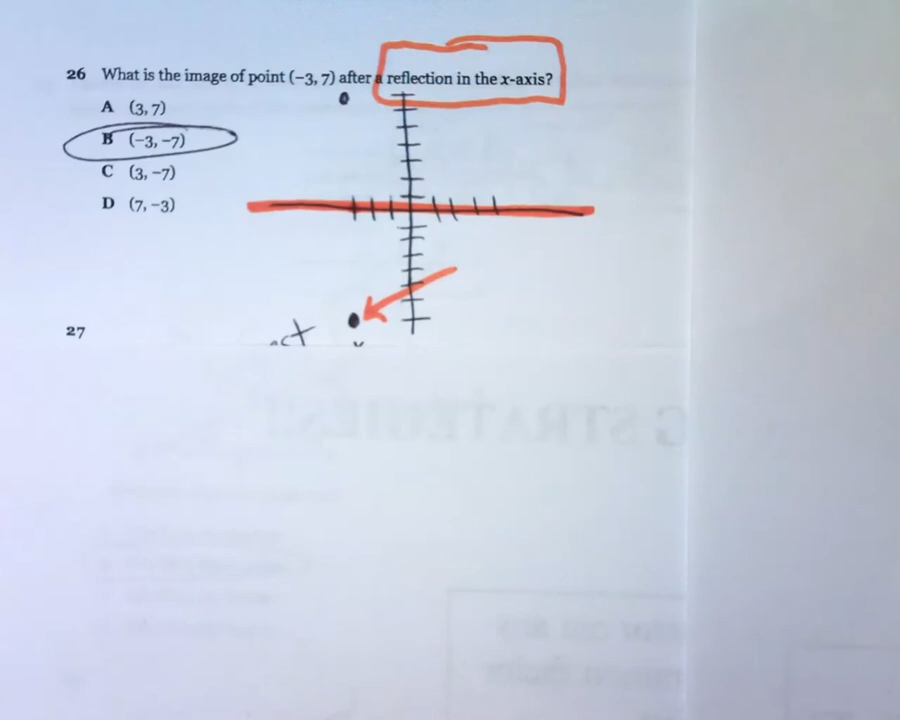 26 What is the image of point (−3, 7) after a reflection in the x-axis?
A (3, 7)
B (−3, −7)
C (3, −7)
D (7, −3)
27